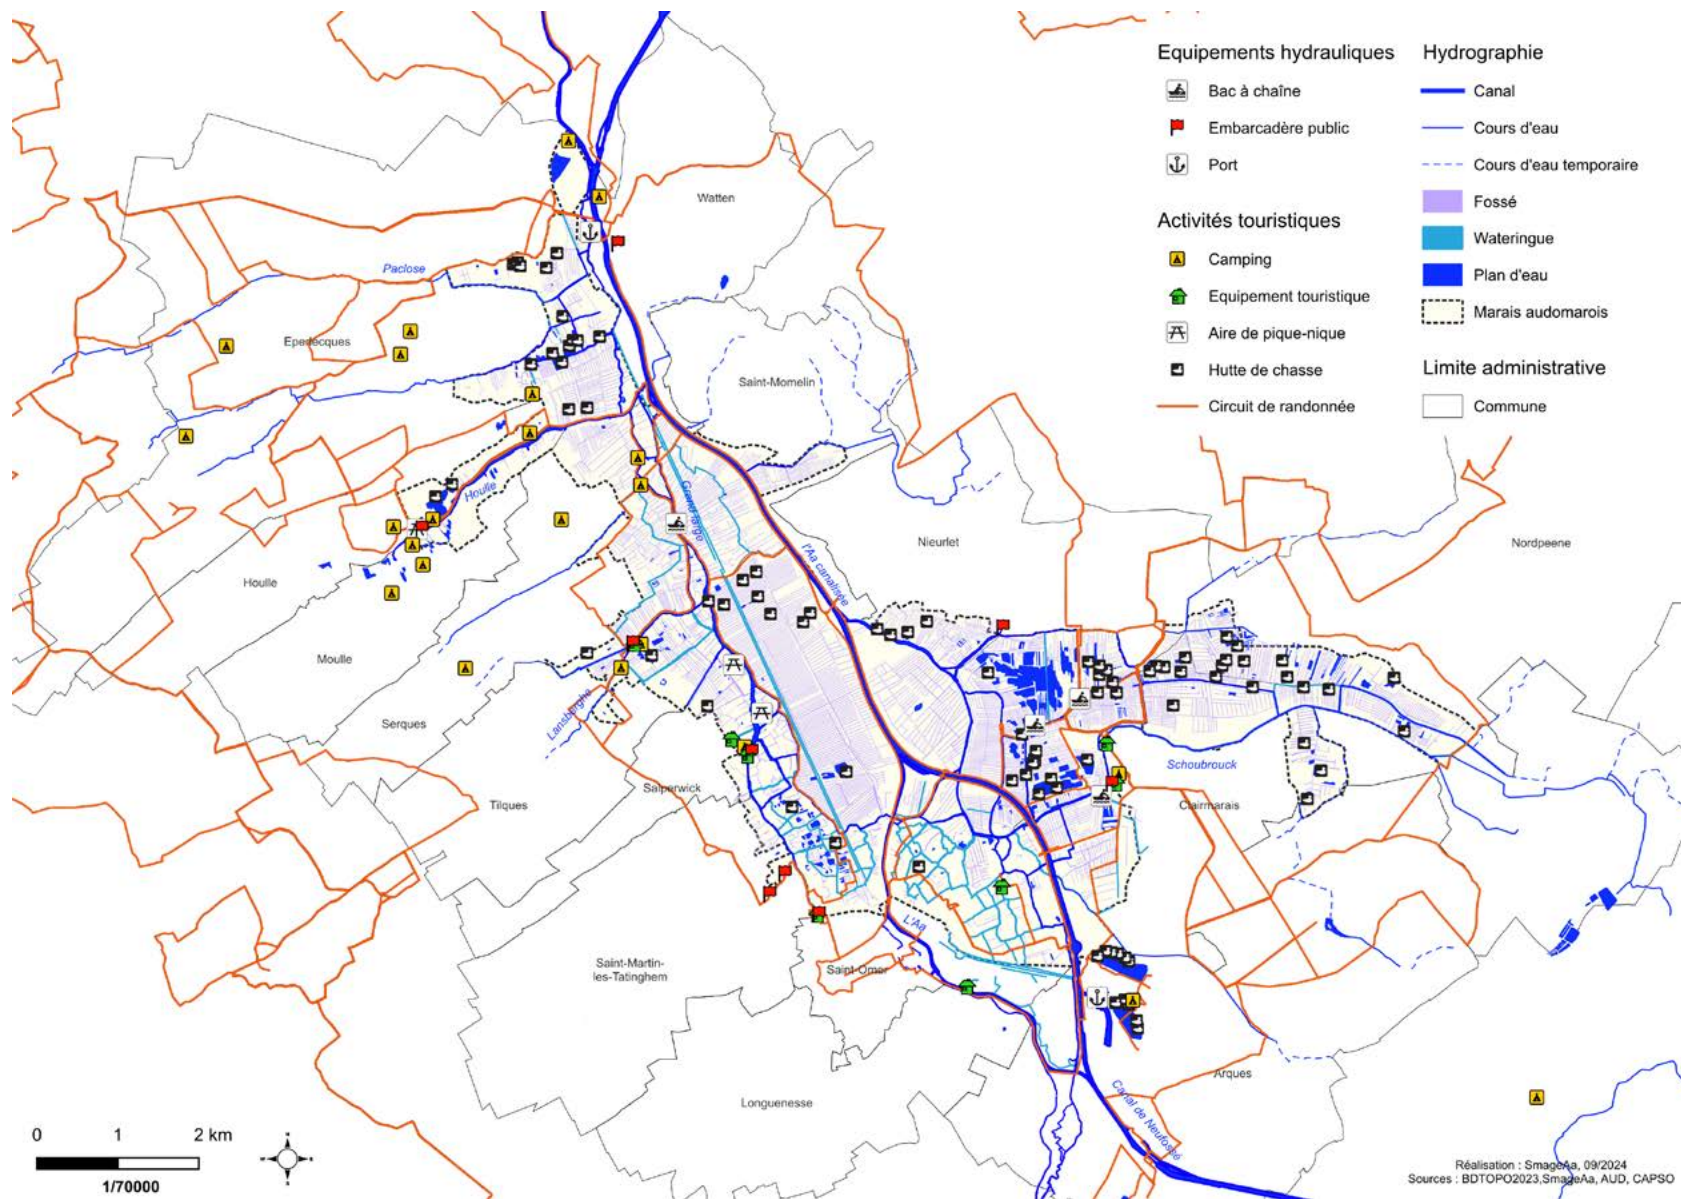 Equipements hydrauliques
Bac à chaîne
Embarcadère public
Port
Activités touristiques
Camping
Equipement touristique
Aire de pique-nique
Hutte de chasse
Circuit de randonnée
Hydrographie
Canal
Cours d'eau
Cours d'eau temporaire
Fossé
Wateringue
Plan d'eau
Marais audomarois
Limite administrative
Commune
Watten
Paclose
Eperlecques
Saint-Momelin
Houlle
Grand large
l'Aa canalisée
Nieurlet
Nordpeene
Houlle
Moulle
Serques
Lansberghe
Schoubrouck
Salperwick
Tilques
Clairmarais
L'Aa
Saint-Martin-
les-Tatinghem
Saint-Omer
Arques
Longuenesse
Canal de Neufossé
0 1 2 km
1/70000
Réalisation : SmageAa, 09/2024
Sources : BDTOPO2023,SmageAa, AUD, CAPSO